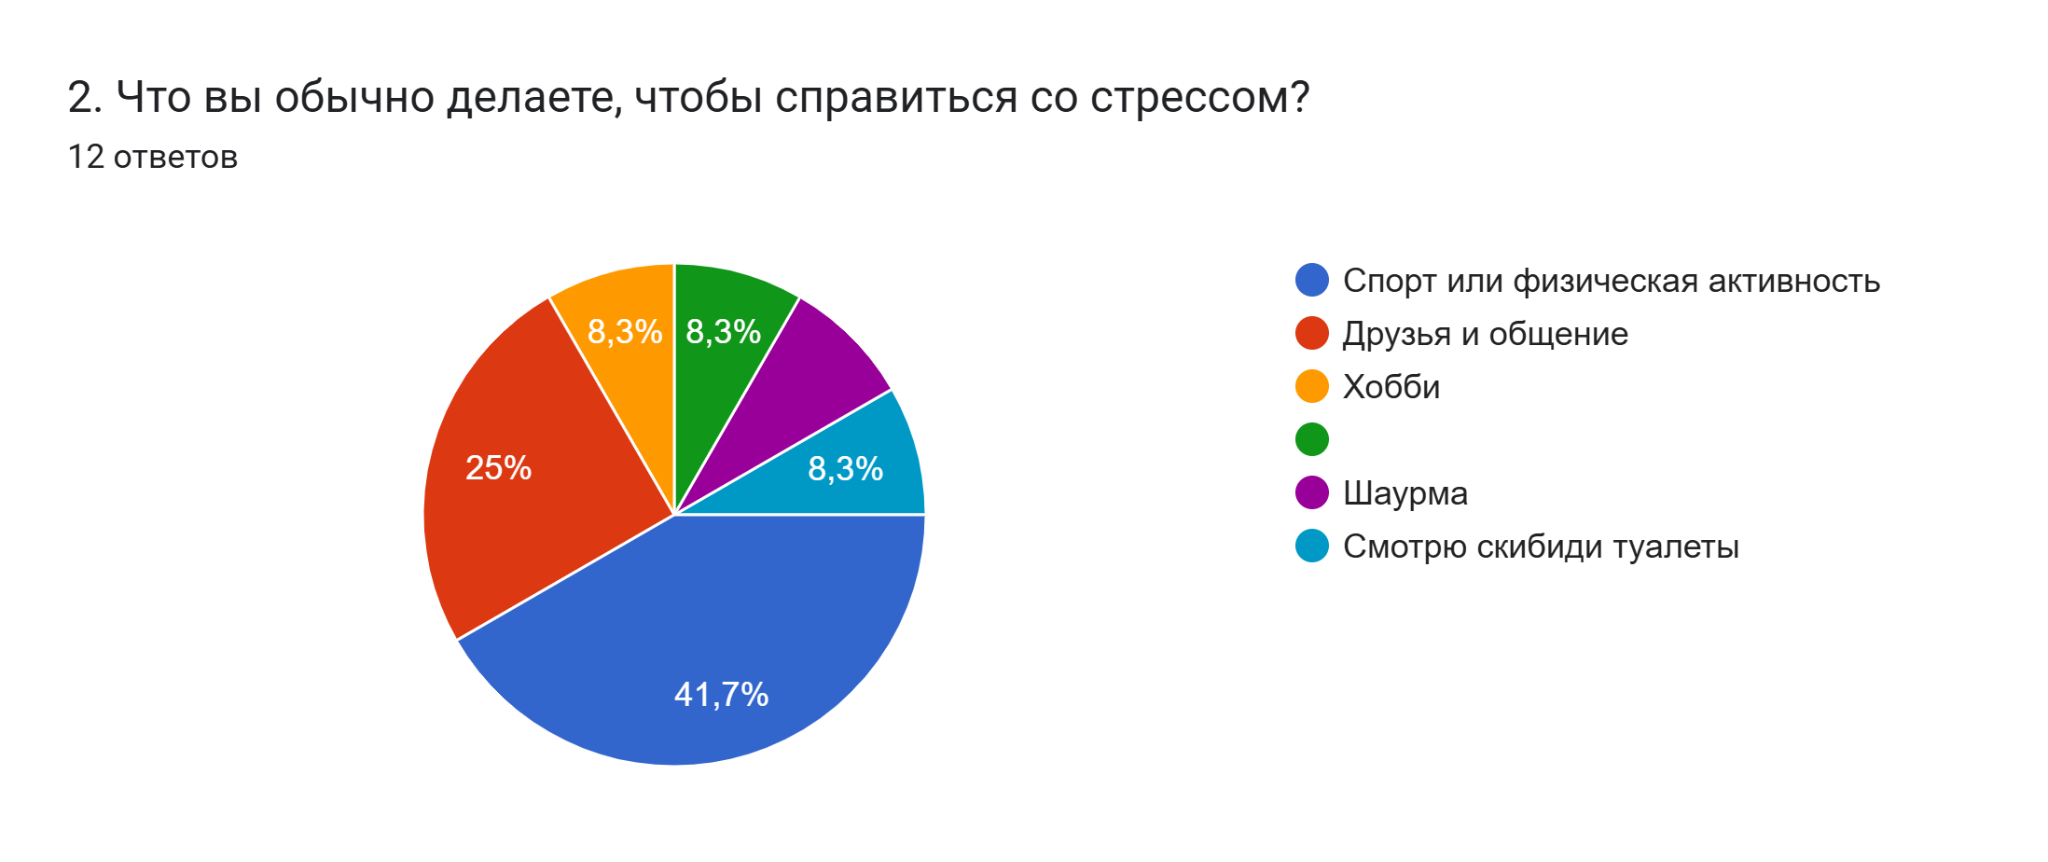 2. Что вы обычно делаете, чтобы справиться со стрессом?
12 ответов
8,3%
8,3%
25%
8,3%
41,7%
Спорт или физическая активность
Друзья и общение
Хобби
Шаурма
Смотрю скибиди туалеты